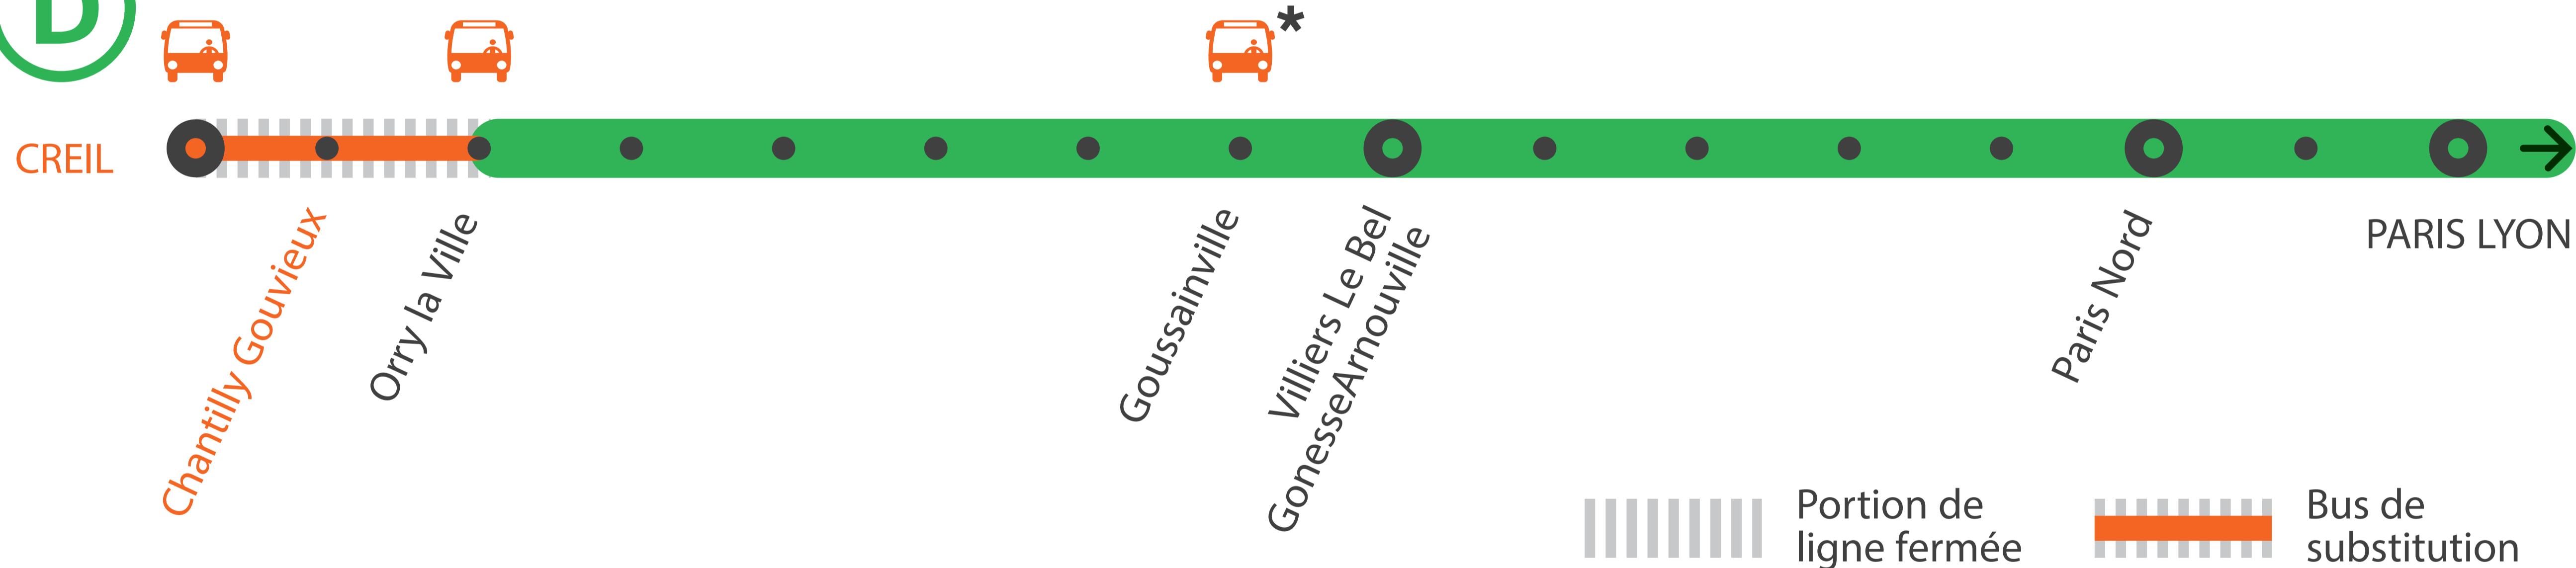 D
*
CREIL
Chantilly Gouvieux
Orry la Ville
Goussainville
Villiers Le Bel
GonesseArnouville
Paris Nord
PARIS LYON
Portion de
ligne fermée
Bus de
substitution